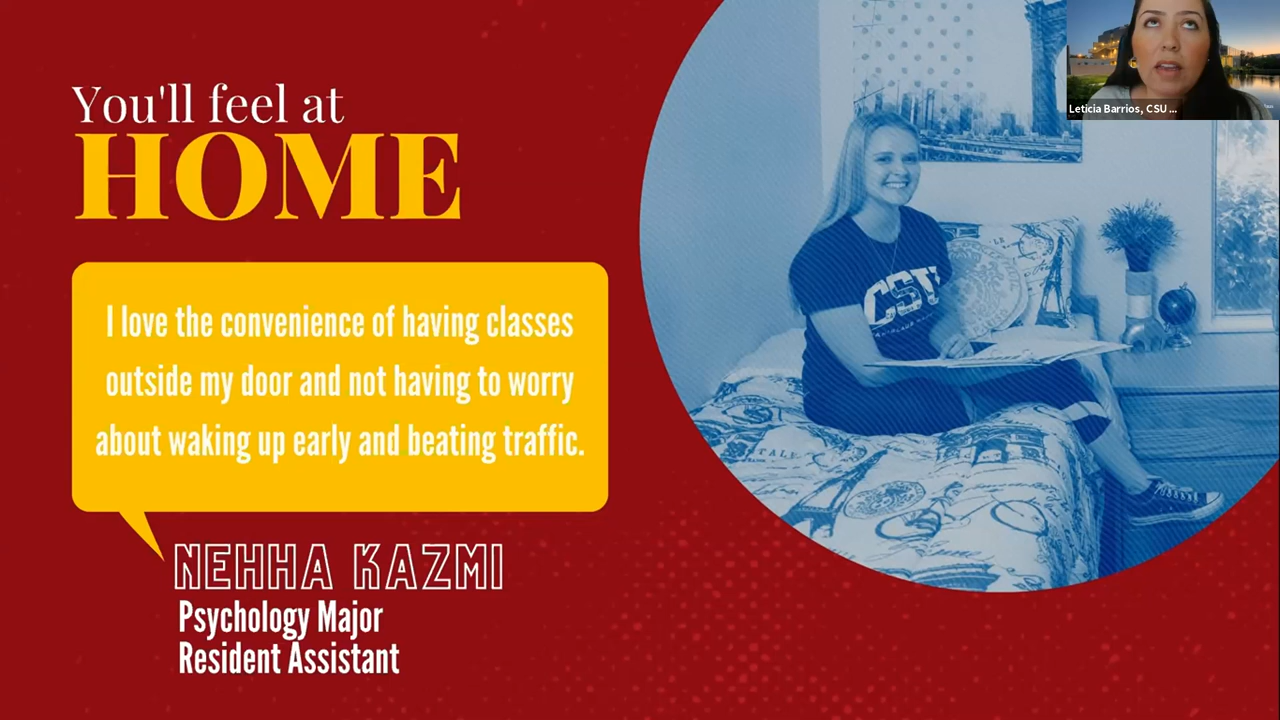 You'll feel at
HOME
I love the convenience of having classes
outside my door and not having to worry
about waking up early and beating traffic.
NEHHA KAZMI
Psychology Major
Resident Assistant
Leticia Barrios, CSU ...
CSU